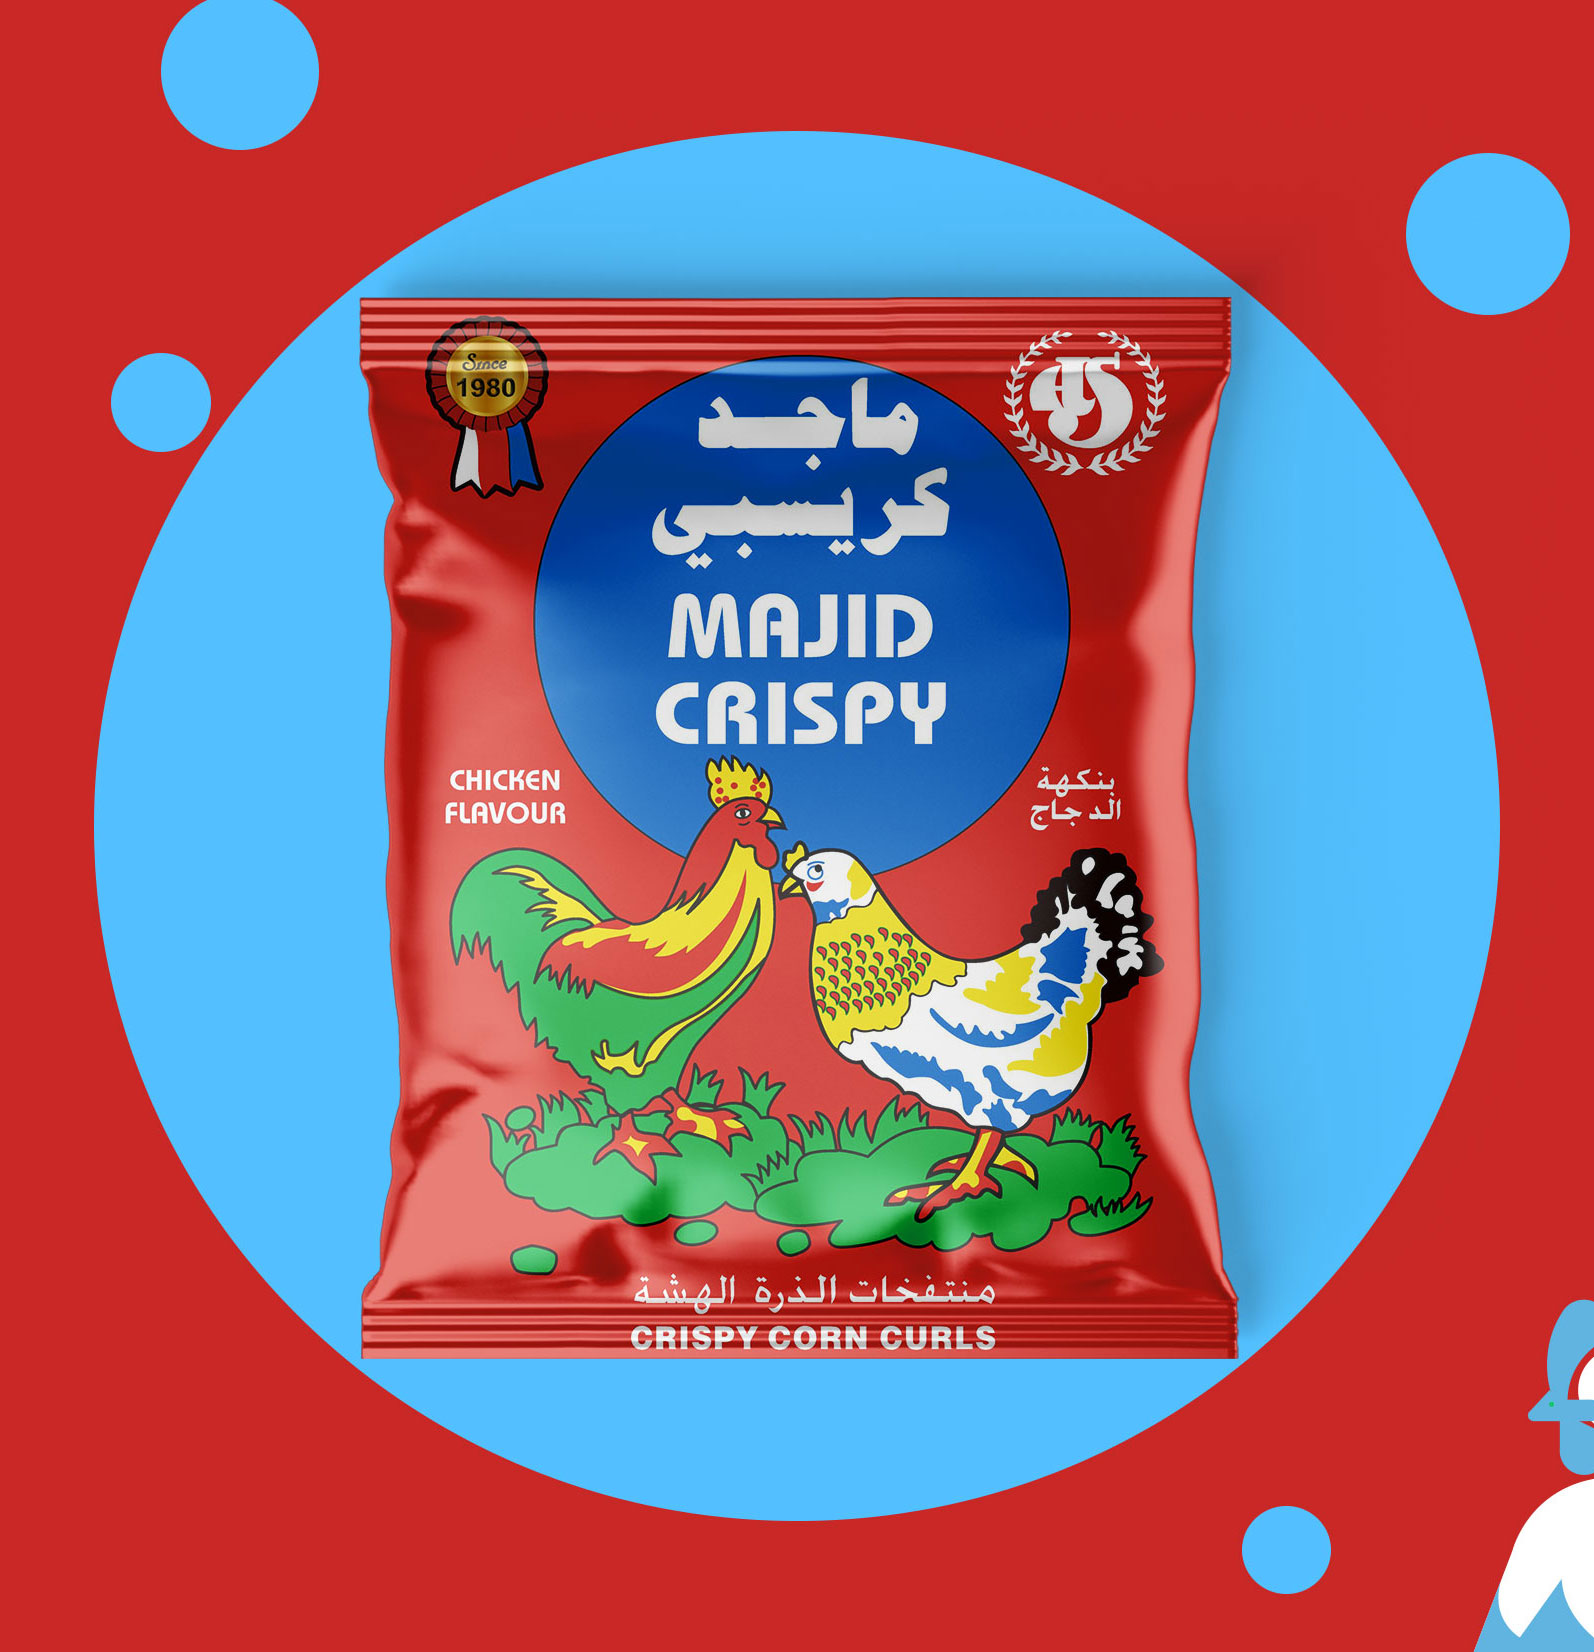 Since
1980
ماجد
كريسبي
MAJID
CRISPY
CHICKEN
FLAVOUR
بنكهة
الدجاج
منتفخات الذرة الهشة
CRISPY CORN CURLS